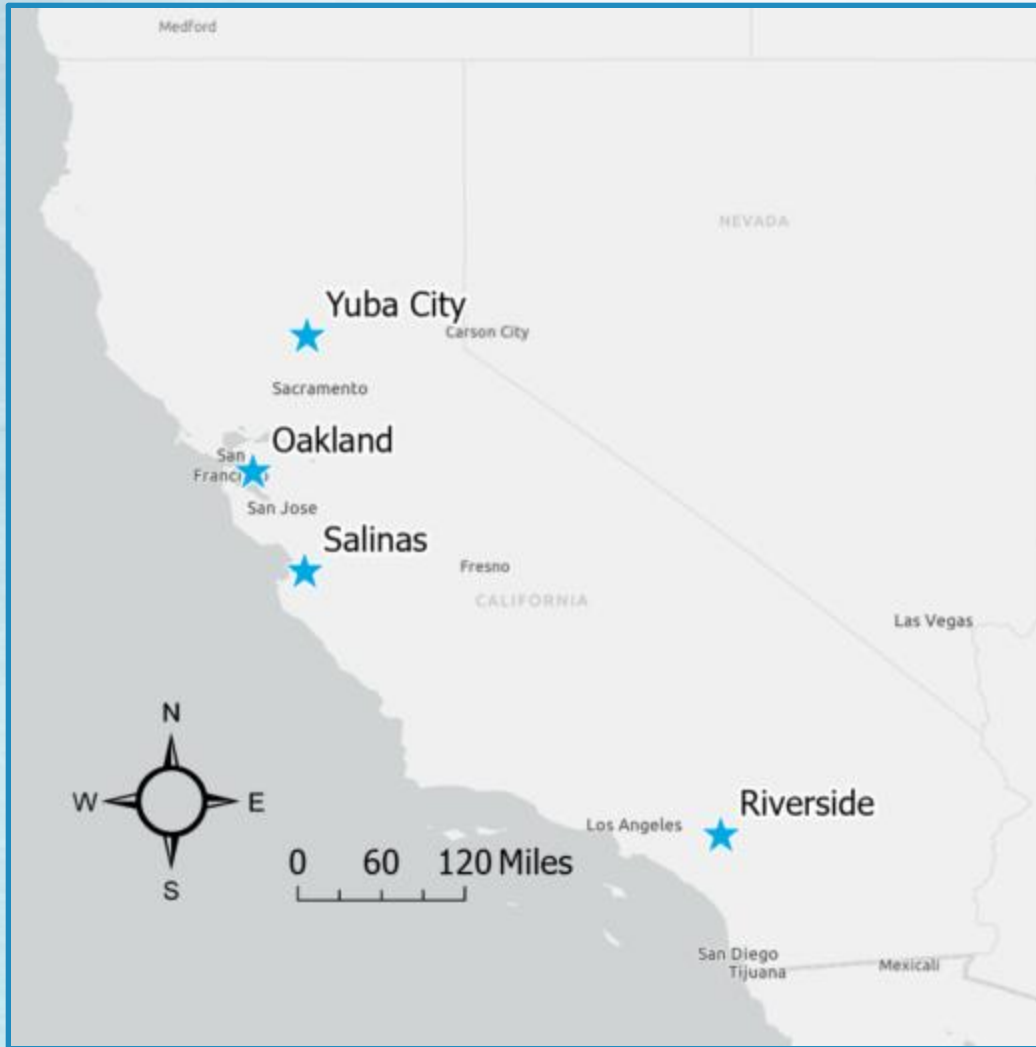 Medford
NEVADA
Yuba City
Carson City
Sacramento
Oakland
San
San Jose
Salinas
Fresno
CALIFORNIA
Las Vegas
N
W
E
S
Riverside
Los Angeles
0 60 120 Miles
San Diego
Tijuana
Mexicali